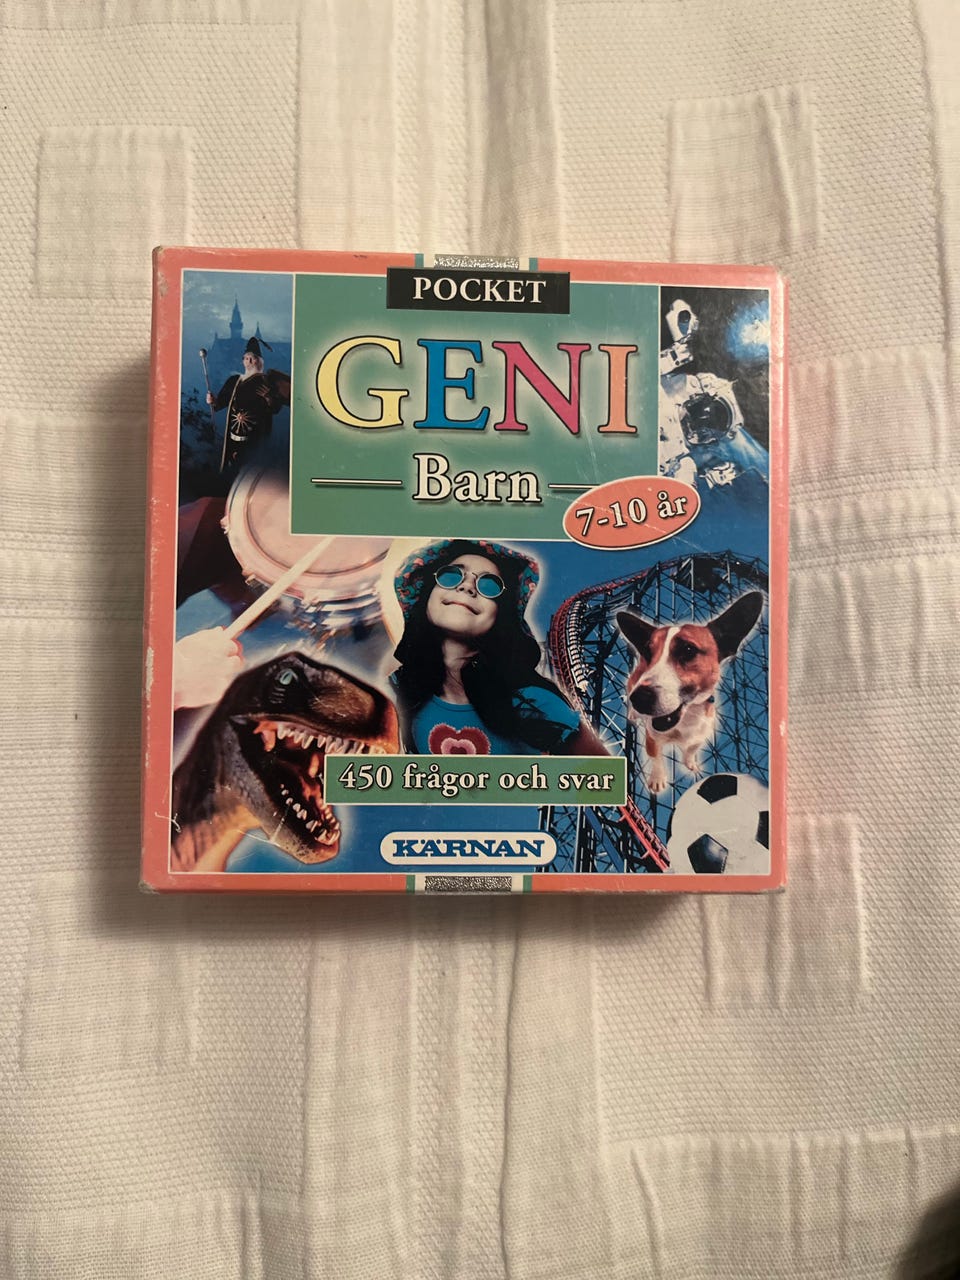 POCKET
GENI
Barn
7-10 år
450 frågor och svar
KÄRNAN